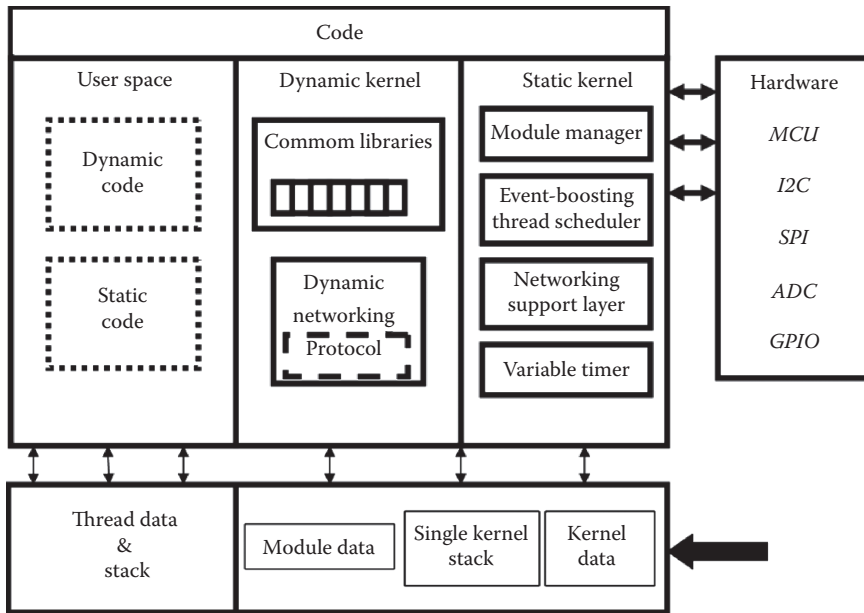 Code
User space
Dynamic
code
Static
code
Dynamic kernel
Commom libraries
Dynamic
networking
Protocol
Static kernel
Module manager
Event-boosting
thread scheduler
Networking
support layer
Variable timer
Hardware
MCU
I2C
SPI
ADC
GPIO
Thread data
&
stack
Module data
Single kernel
stack
Kernel
data